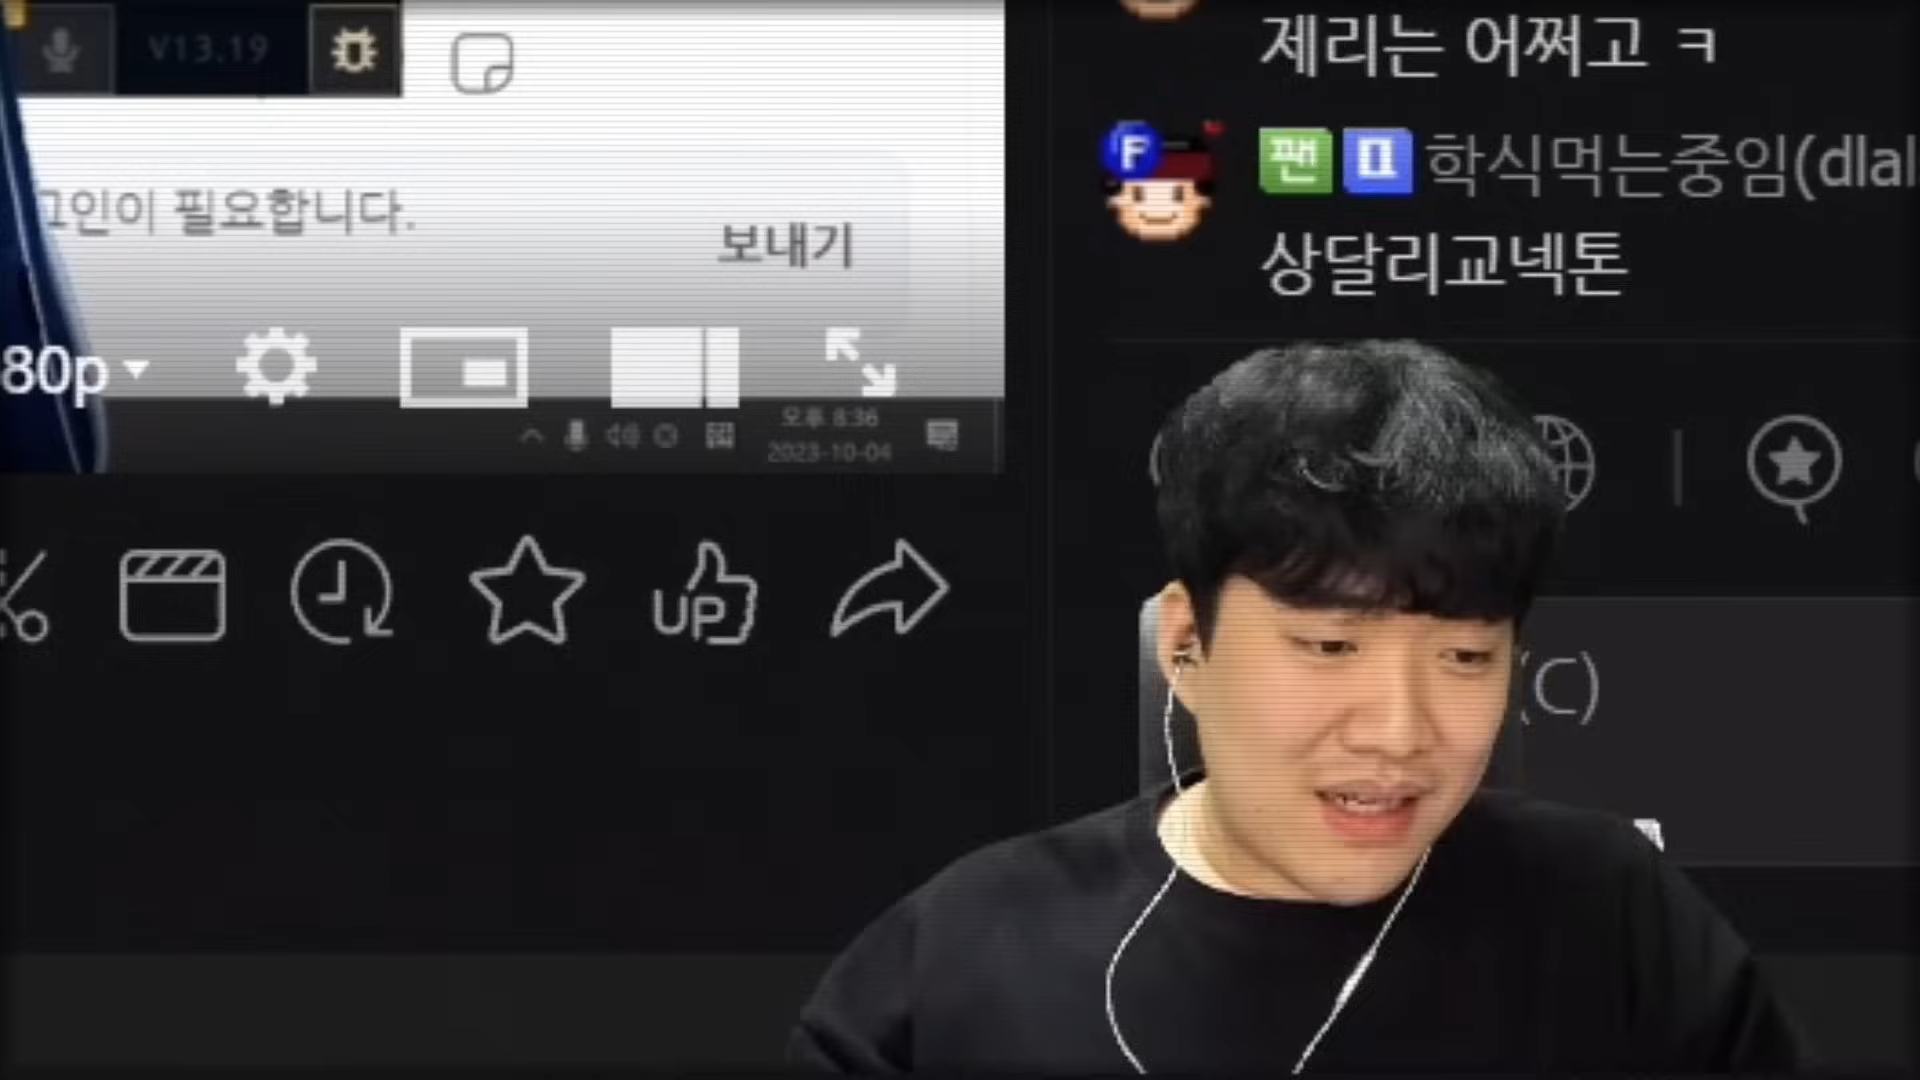 V13.19
그인이 필요합니다.
보내기
80p
오후 8:36
2023-10-04
UP
제리는 어쩌고 ㅋ
팬
학식먹는중임(dlal
상달리교넥톤
(C)